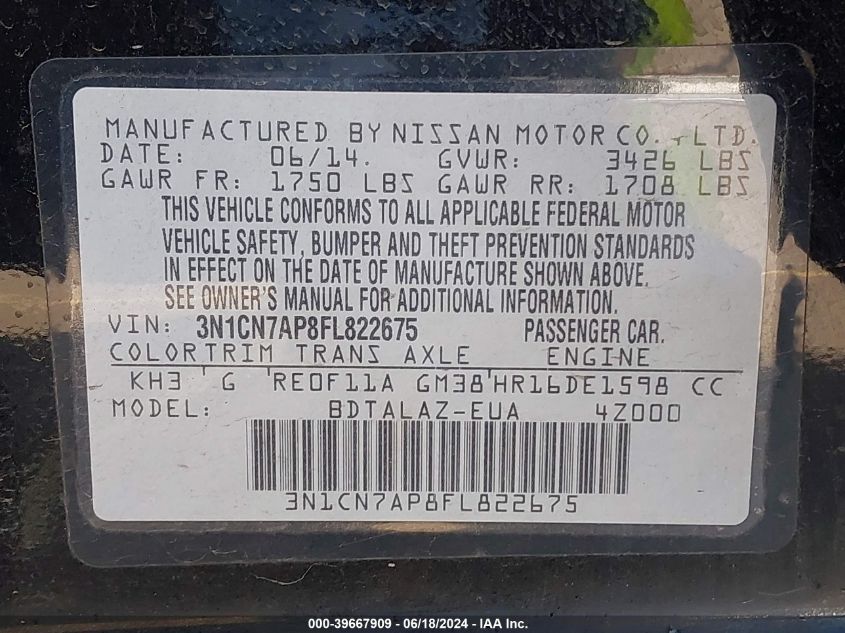 MANUFACTURED BY NISSAN MOTOR CO., LTD.
DATE: 06/14. GVWR: 3426 LBS
GAWR FR: 1750 LBS GAWR RR: 1708 LBS
THIS VEHICLE CONFORMS TO ALL APPLICABLE FEDERAL MOTOR
VEHICLE SAFETY, BUMPER AND THEFT PREVENTION STANDARDS
IN EFFECT ON THE DATE OF MANUFACTURE SHOWN ABOVE.
SEE OWNER'S MANUAL FOR ADDITIONAL INFORMATION.
VIN: 3N1CN7AP8FL822675 PASSENGER CAR.
COLOR TRIM TRANS AXLE ENGINE
KH3 G RE0F11A GM38 HR16DE1598 CC
MODEL: BDTALAZ-EUA 4Z000
3N1CN7AP8FL822675
000-39667909 - 06/18/2024 - IAA Inc.